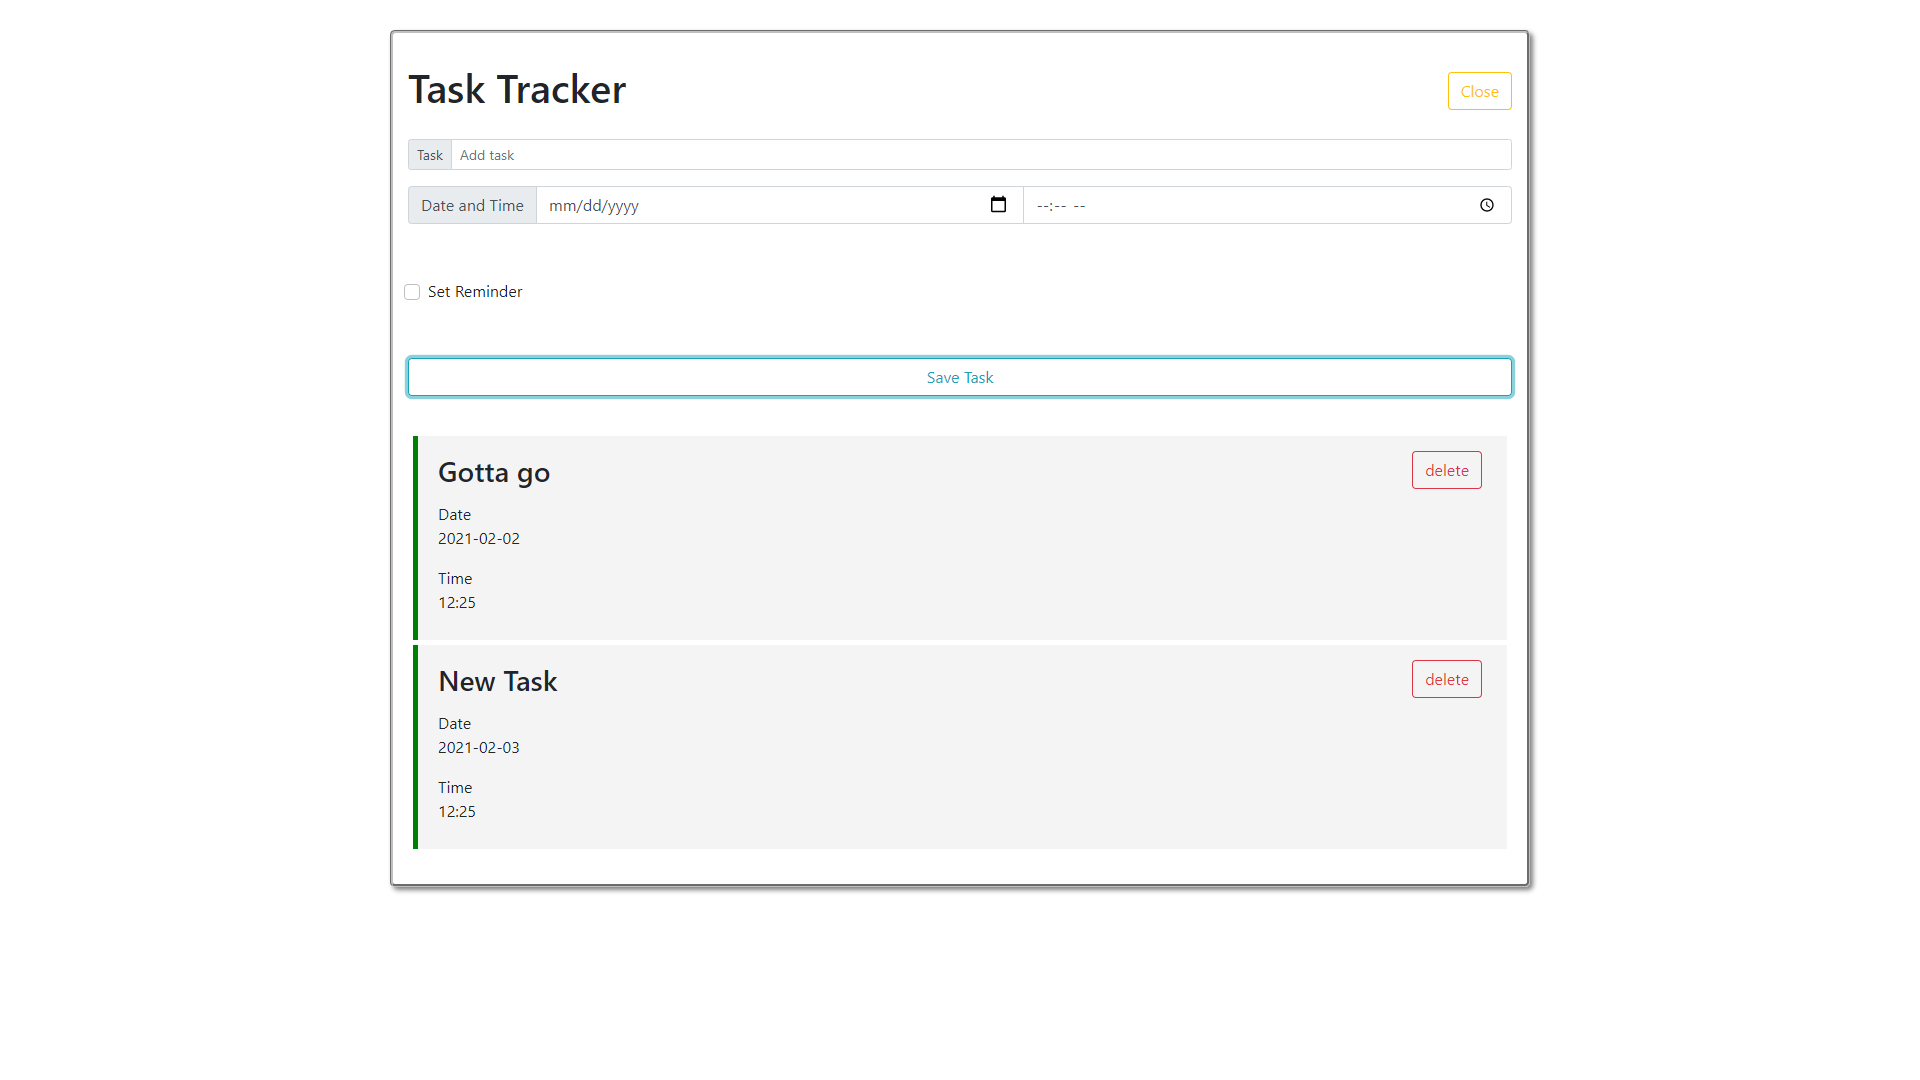 Task Tracker
Close
Task Add task
Date and Time mm/dd/yyyy --:-- --
Set Reminder
Save Task
Gotta go
delete
Date
2021-02-02
Time
12:25
New Task
delete
Date
2021-02-03
Time
12:25